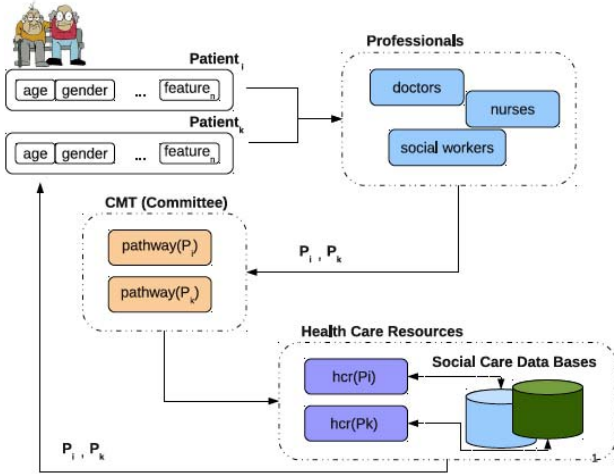 Patient i
age gender ... feature n
Patient k
age gender ... feature n
Professionals
doctors
nurses
social workers
CMT (Committee)
pathway(P i)
pathway(P k)
P i , P k
Health Care Resources
Social Care Data Bases
hcr(Pi)
hcr(Pk)
P i , P k
1